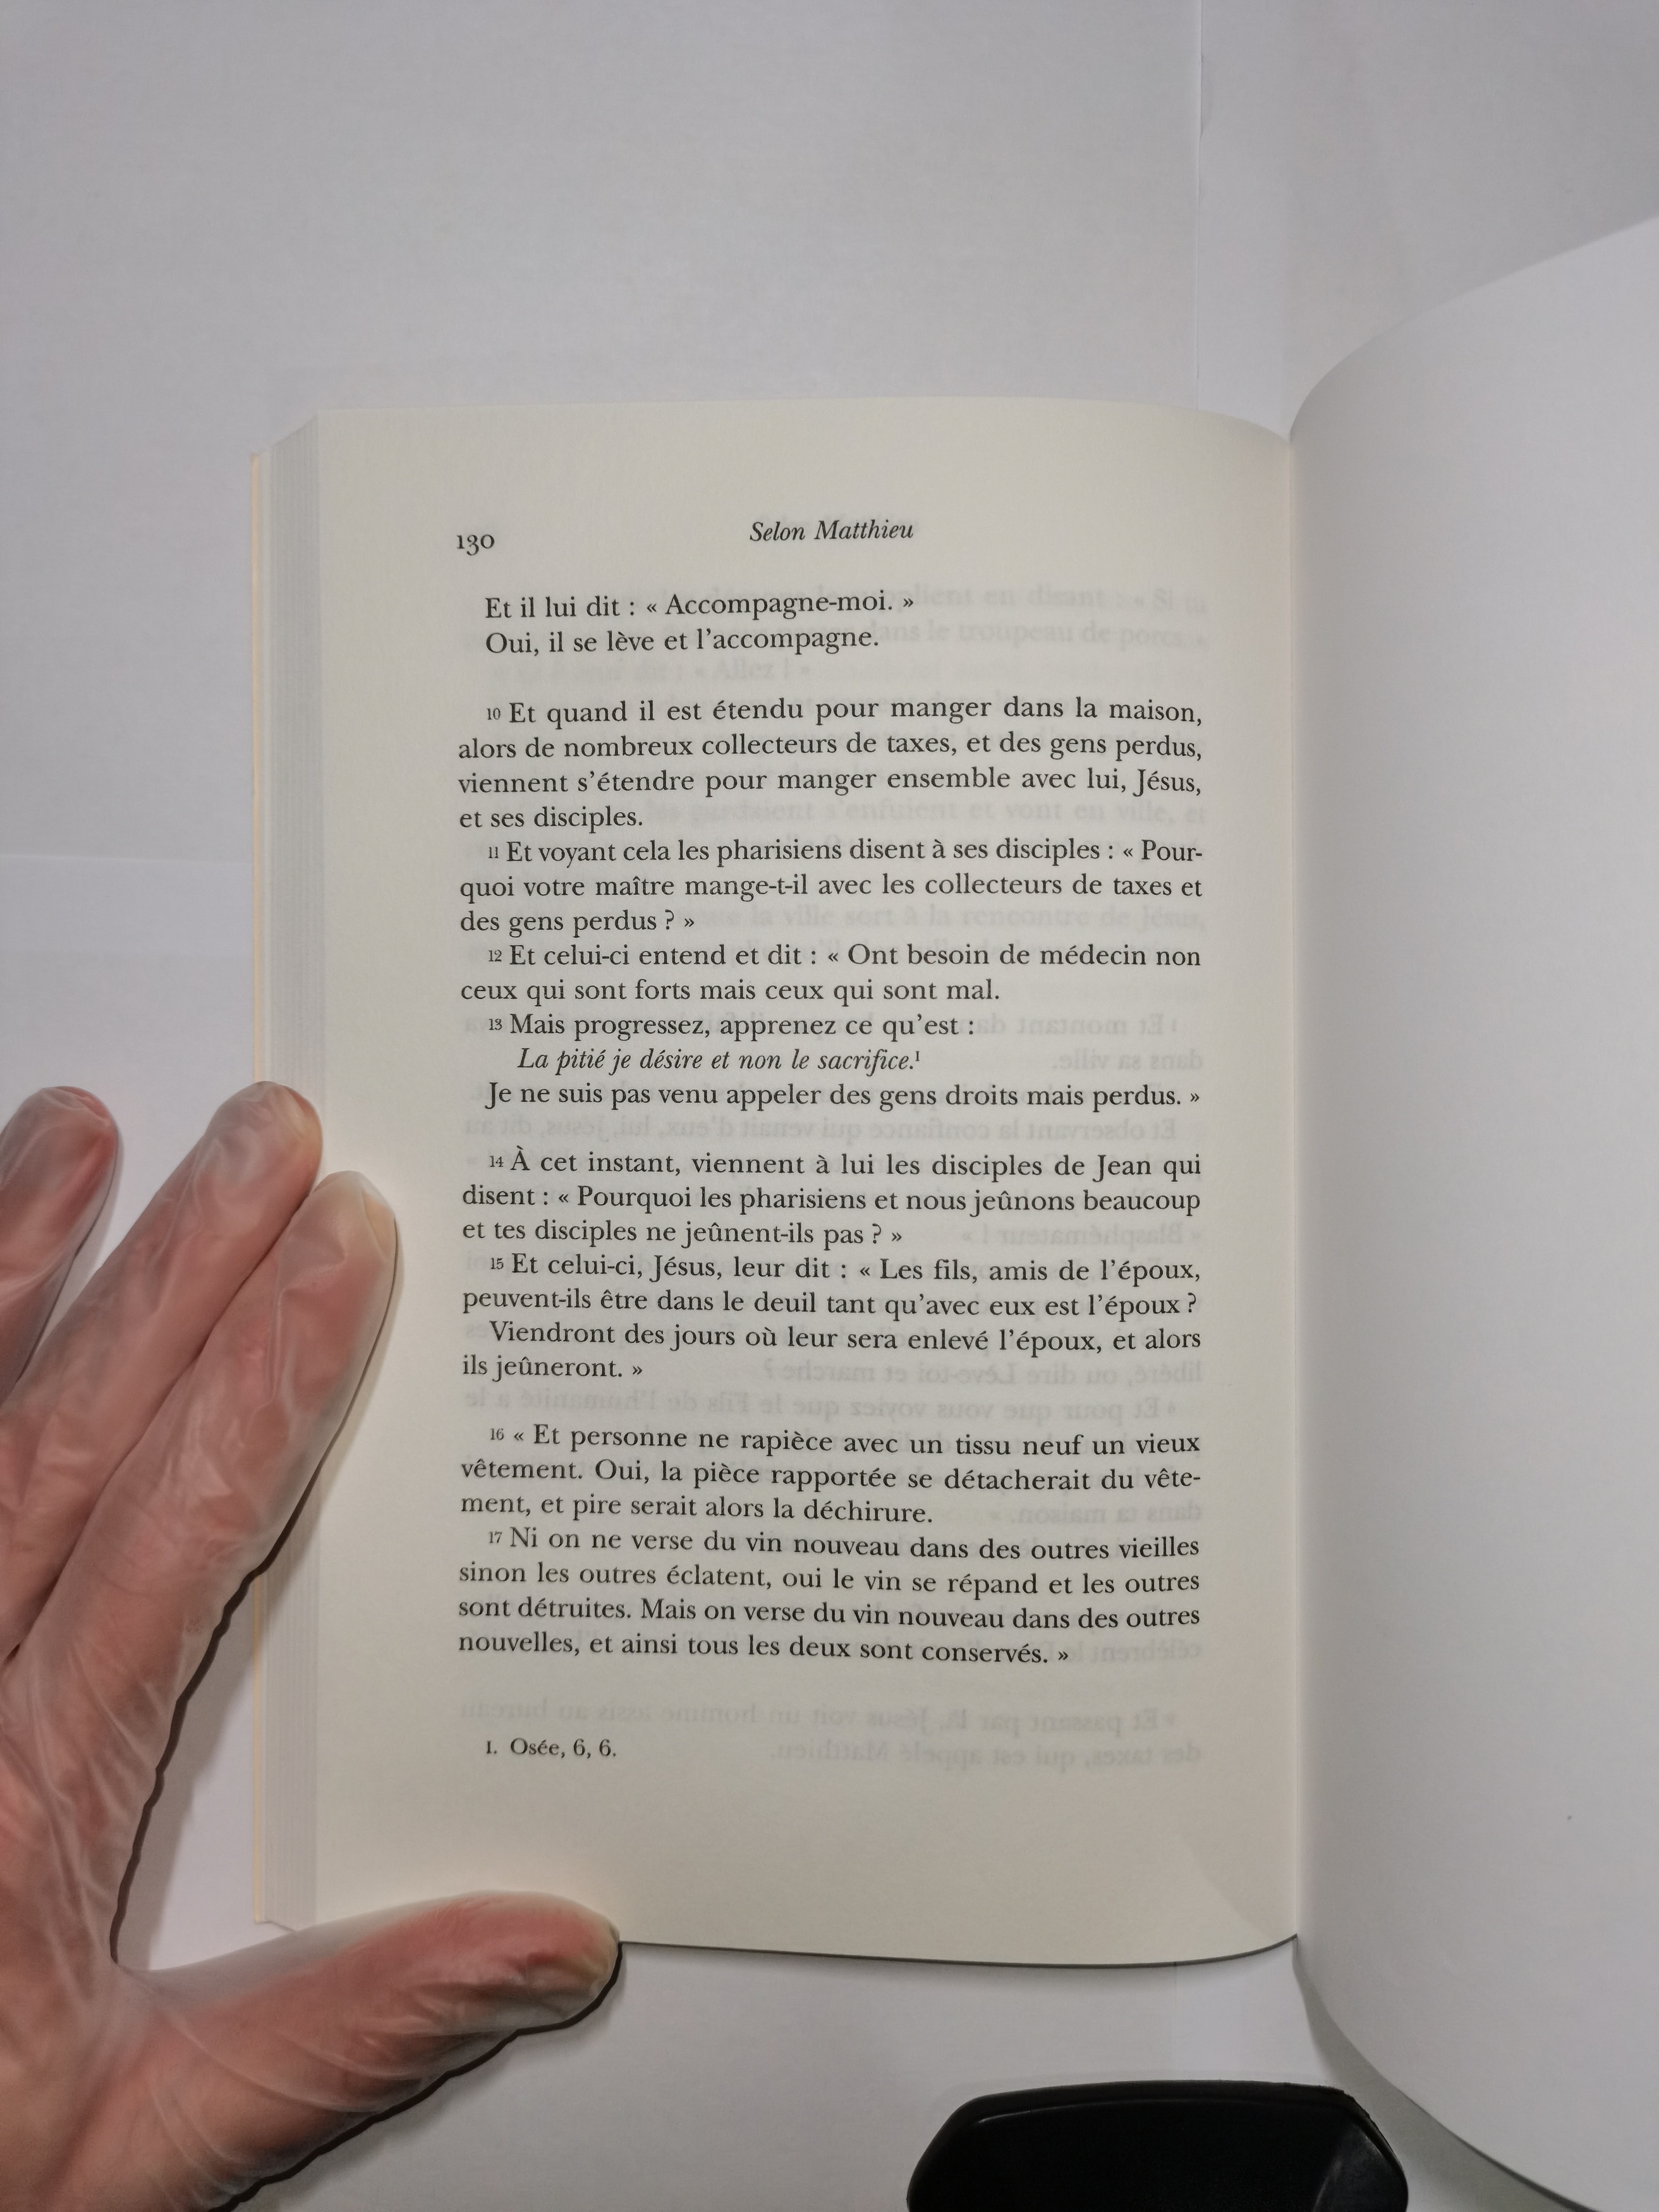 130
Selon Matthieu
Et il lui dit : « Accompagne-moi. »
Oui, il se lève et l'accompagne.
10 Et quand il est étendu pour manger dans la maison,
alors de nombreux collecteurs de taxes, et des gens perdus,
viennent s'étendre pour manger ensemble avec lui, Jésus,
et ses disciples.
11 Et voyant cela les pharisiens disent à ses disciples : « Pour-
quoi votre maître mange-t-il avec les collecteurs de taxes et
des gens perdus ? »
12 Et celui-ci entend et dit : « Ont besoin de médecin non
ceux qui sont forts mais ceux qui sont mal.
13 Mais progressez, apprenez ce qu'est :
La pitié je désire et non le sacrifice.¹
Je ne suis pas venu appeler des gens droits mais perdus. »
14 À cet instant, viennent à lui les disciples de Jean qui
disent : « Pourquoi les pharisiens et nous jeûnons beaucoup
et tes disciples ne jeûnent-ils pas ? »
15 Et celui-ci, Jésus, leur dit : « Les fils, amis de l'époux,
peuvent-ils être dans le deuil tant qu'avec eux est l'époux ?
Viendront des jours où leur sera enlevé l'époux, et alors
ils jeûneront. »
16 « Et personne ne rapièce avec un tissu neuf un vieux
vêtement. Oui, la pièce rapportée se détacherait du vête-
ment, et pire serait alors la déchirure.
17 Ni on ne verse du vin nouveau dans des outres vieilles
sinon les outres éclatent, oui le vin se répand et les outres
sont détruites. Mais on verse du vin nouveau dans des outres
nouvelles, et ainsi tous les deux sont conservés. »
1. Osée, 6, 6.